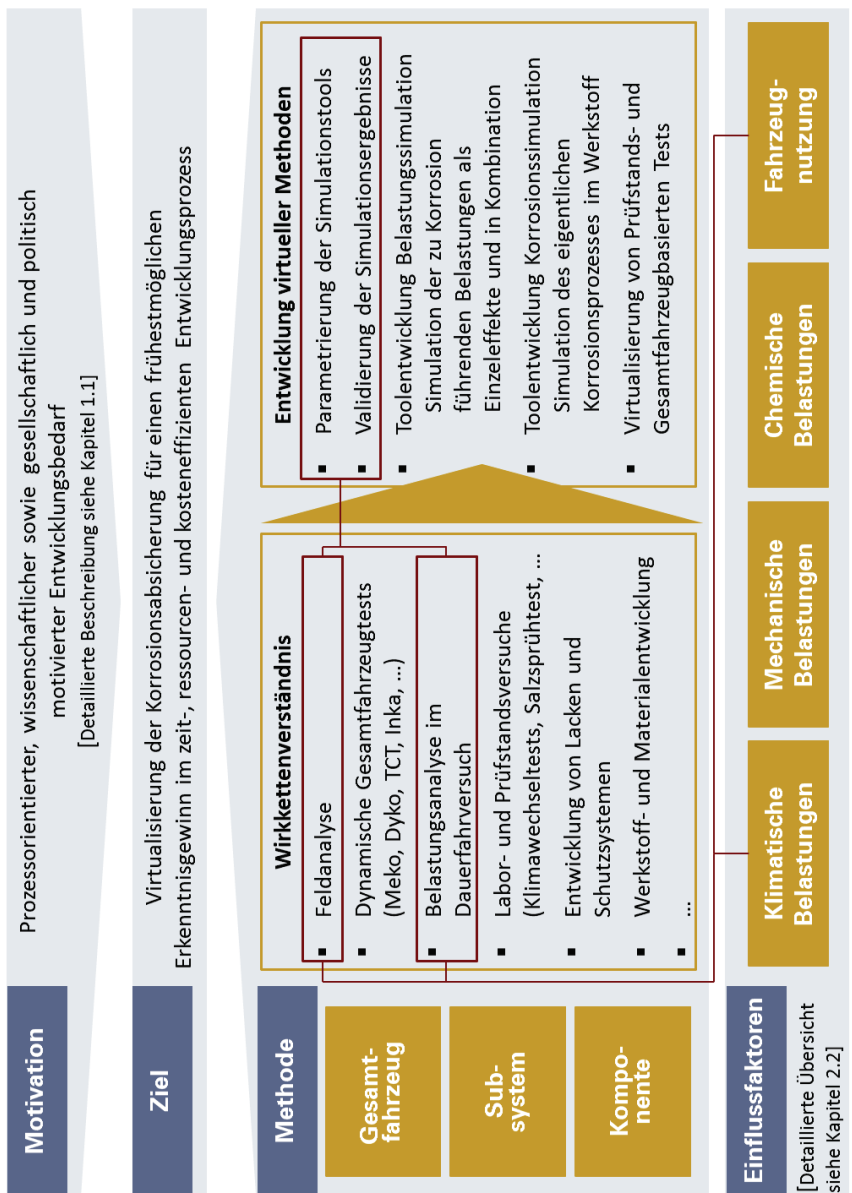 Motivation
Prozessorientierter, wissenschaftlicher sowie gesellschaftlich und politisch
motivierter Entwicklungsbedarf
[Detaillierte Beschreibung siehe Kapitel 1.1]
Ziel
Virtualisierung der Korrosionsabsicherung für einen frühestmöglichen
Erkenntnisgewinn im zeit-, ressourcen- und kosteneffizienten Entwicklungsprozess
Methode
Gesamt-
fahrzeug
Sub-
system
Kompo-
nente
Wirkkettenverständnis
▪ Feldanalyse
▪ Dynamische Gesamtfahrzeugtests
(Meko, Dyko, TCT, Inka, ...)
▪ Belastungsanalyse im
Dauerfahrversuch
▪ Labor- und Prüfstandsversuche
(Klimawechseltests, Salzsprühtest, ...
▪ Entwicklung von Lacken und
Schutzsystemen
▪ Werkstoff- und Materialentwicklung
▪ ...
Entwicklung virtueller Methoden
▪ Parametrierung der Simulationstools
▪ Validierung der Simulationsergebnisse
▪ Toolentwicklung Belastungssimulation
Simulation der zu Korrosion
führenden Belastungen als
Einzeleffekte und in Kombination
▪ Toolentwicklung Korrosionssimulation
Simulation des eigentlichen
Korrosionsprozesses im Werkstoff
▪ Virtualisierung von Prüfstands- und
Gesamtfahrzeugbasierten Tests
Einflussfaktoren
[Detaillierte Übersicht
siehe Kapitel 2.2]
Klimatische
Belastungen
Mechanische
Belastungen
Chemische
Belastungen
Fahrzeug-
nutzung